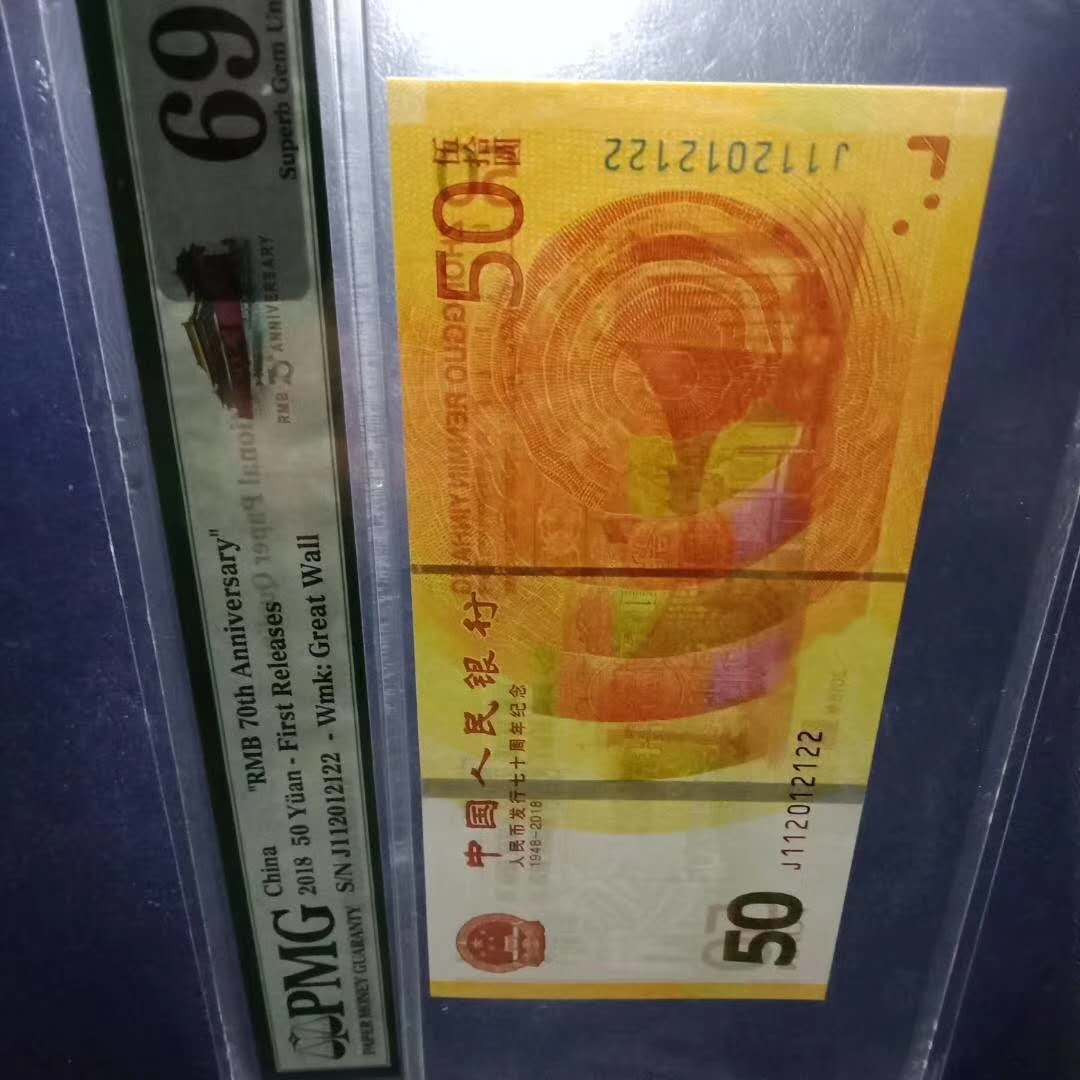 PMG
PAPER MONEY GUARANTY
China "RMB 70th Anniversary"
2018 50 Yüan - First Releases
S/N J112012122 - Wmk: Great Wall
RMB 70th ANNIVERSARY
69
Superb Gem Un
中国人民银行
人民币发行七十周年纪念
1948-2018
伍拾圆
50
J112012122
50
J112012122